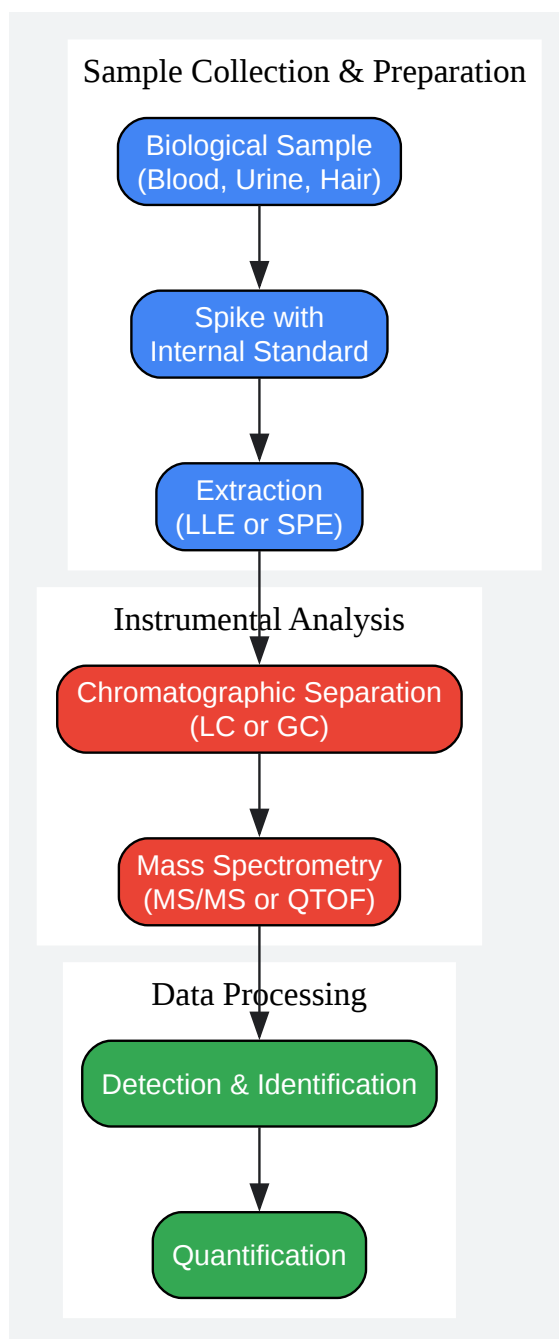 Sample Collection & Preparation
Biological Sample
(Blood, Urine, Hair)
Spike with
Internal Standard
Extraction
(LLE or SPE)
Instrumental Analysis
Chromatographic Separation
(LC or GC)
Mass Spectrometry
(MS/MS or QTOF)
Data Processing
Detection & Identification
Quantification